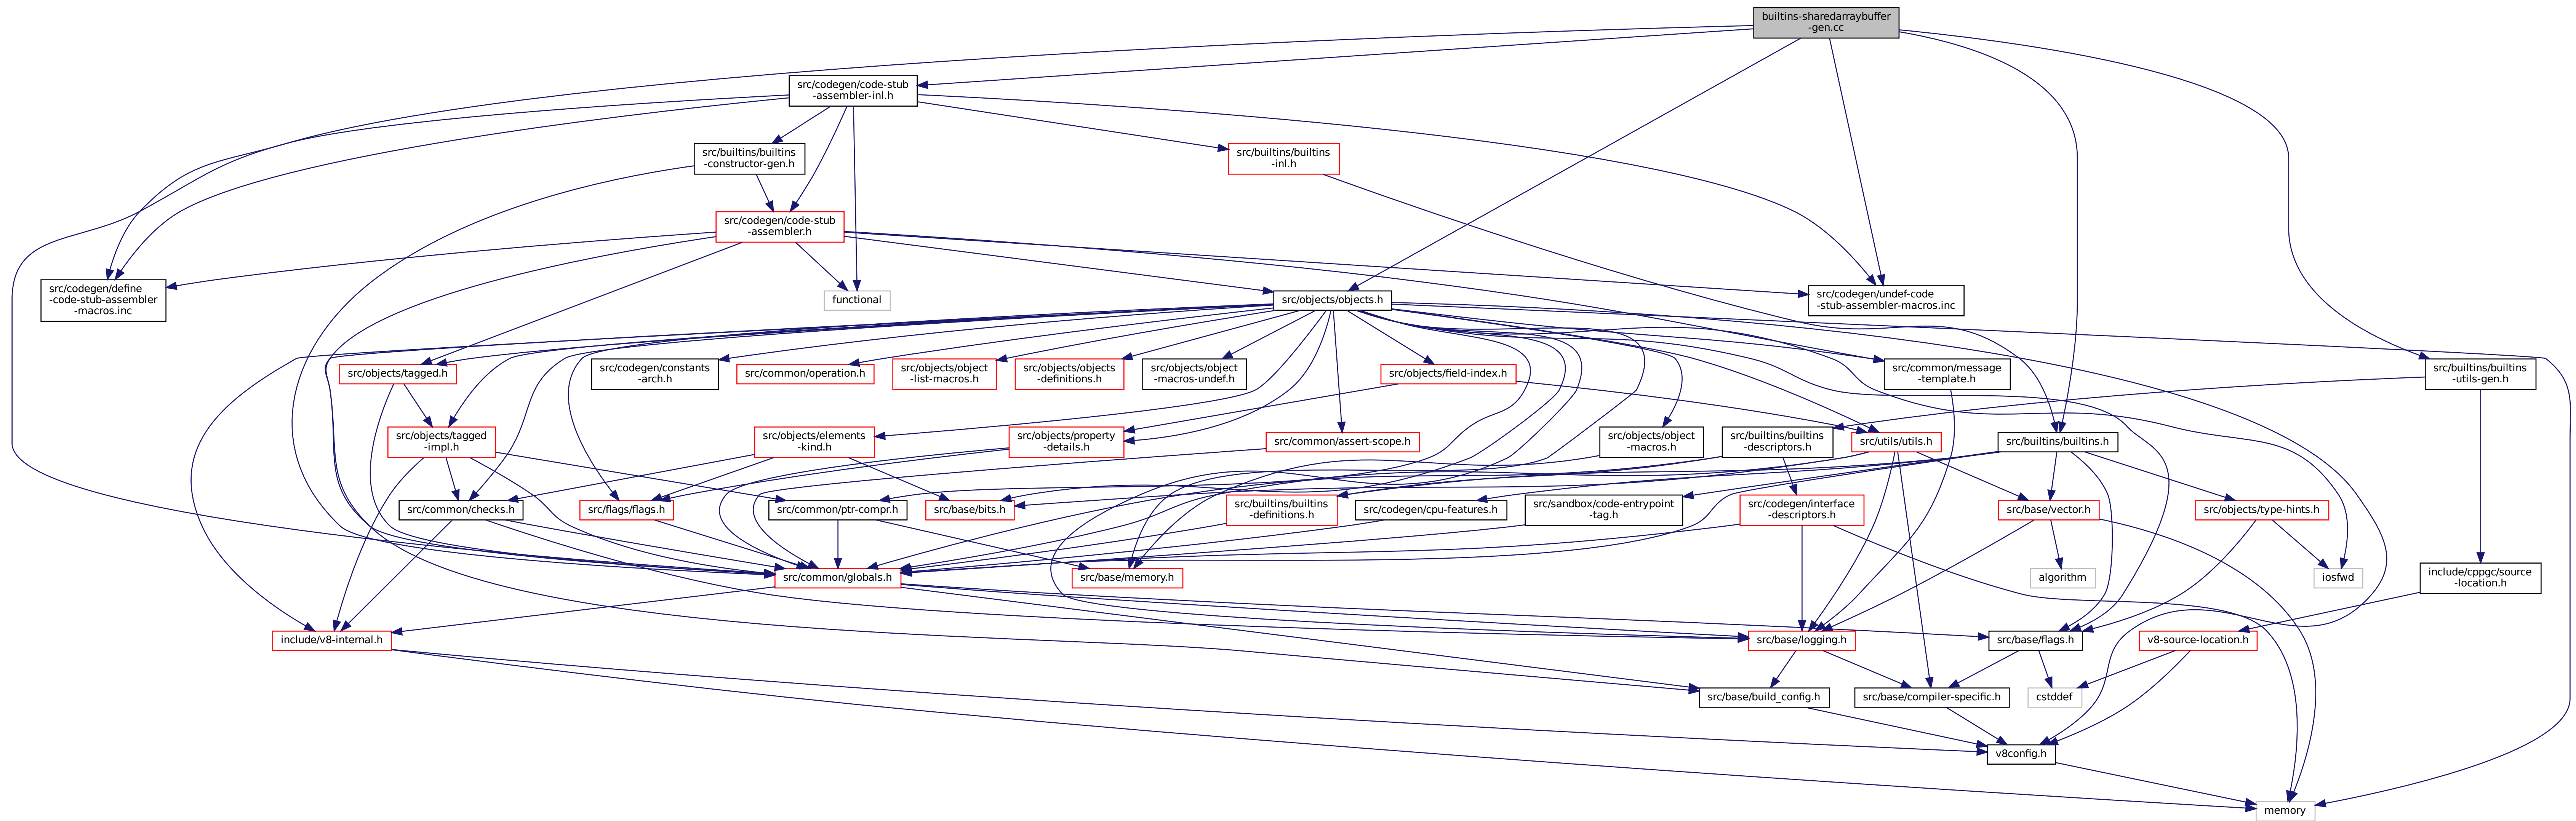 builtins-sharedarraybuffer
-gen.cc
src/codegen/code-stub
-assembler-inl.h
src/builtins/builtins
-constructor-gen.h
src/builtins/builtins
-inl.h
src/codegen/code-stub
-assembler.h
src/codegen/define
-code-stub-assembler
-macros.inc
functional
src/objects/objects.h
src/codegen/undef-code
-stub-assembler-macros.inc
src/objects/tagged.h
src/codegen/constants
-arch.h
src/common/operation.h
src/objects/object
-list-macros.h
src/objects/objects
-definitions.h
src/objects/object
-macros-undef.h
src/objects/field-index.h
src/common/message
-template.h
src/builtins/builtins
-utils-gen.h
src/objects/tagged
-impl.h
src/objects/elements
-kind.h
src/objects/property
-details.h
src/common/assert-scope.h
src/objects/object
-macros.h
src/builtins/builtins
-descriptors.h
src/utils/utils.h
src/builtins/builtins.h
src/common/checks.h
src/flags/flags.h
src/common/ptr-compr.h
src/base/bits.h
src/builtins/builtins
-definitions.h
src/codegen/cpu-features.h
src/sandbox/code-entrypoint
-tag.h
src/codegen/interface
-descriptors.h
src/base/vector.h
src/objects/type-hints.h
src/common/globals.h
src/base/memory.h
algorithm
iosfwd
include/cppgc/source
-location.h
include/v8-internal.h
src/base/logging.h
src/base/flags.h
v8-source-location.h
src/base/build_config.h
src/base/compiler-specific.h
cstddef
v8config.h
memory